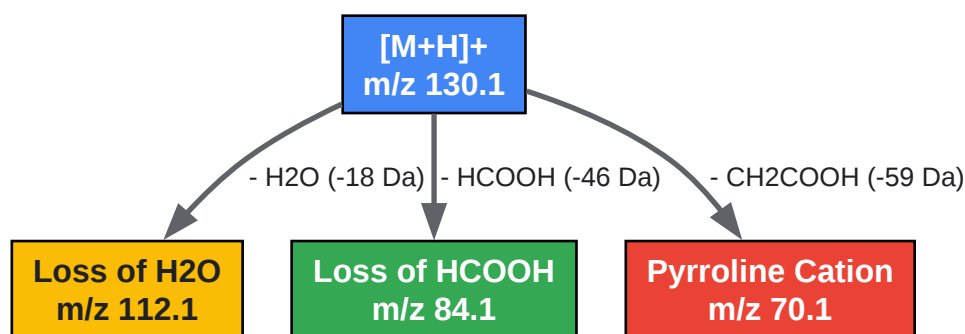 [M+H]+
m/z 130.1
- H2O (-18 Da)
- HCOOH (-46 Da)
- CH2COOH (-59 Da)
Loss of H2O
m/z 112.1
Loss of HCOOH
m/z 84.1
Pyrroline Cation
m/z 70.1